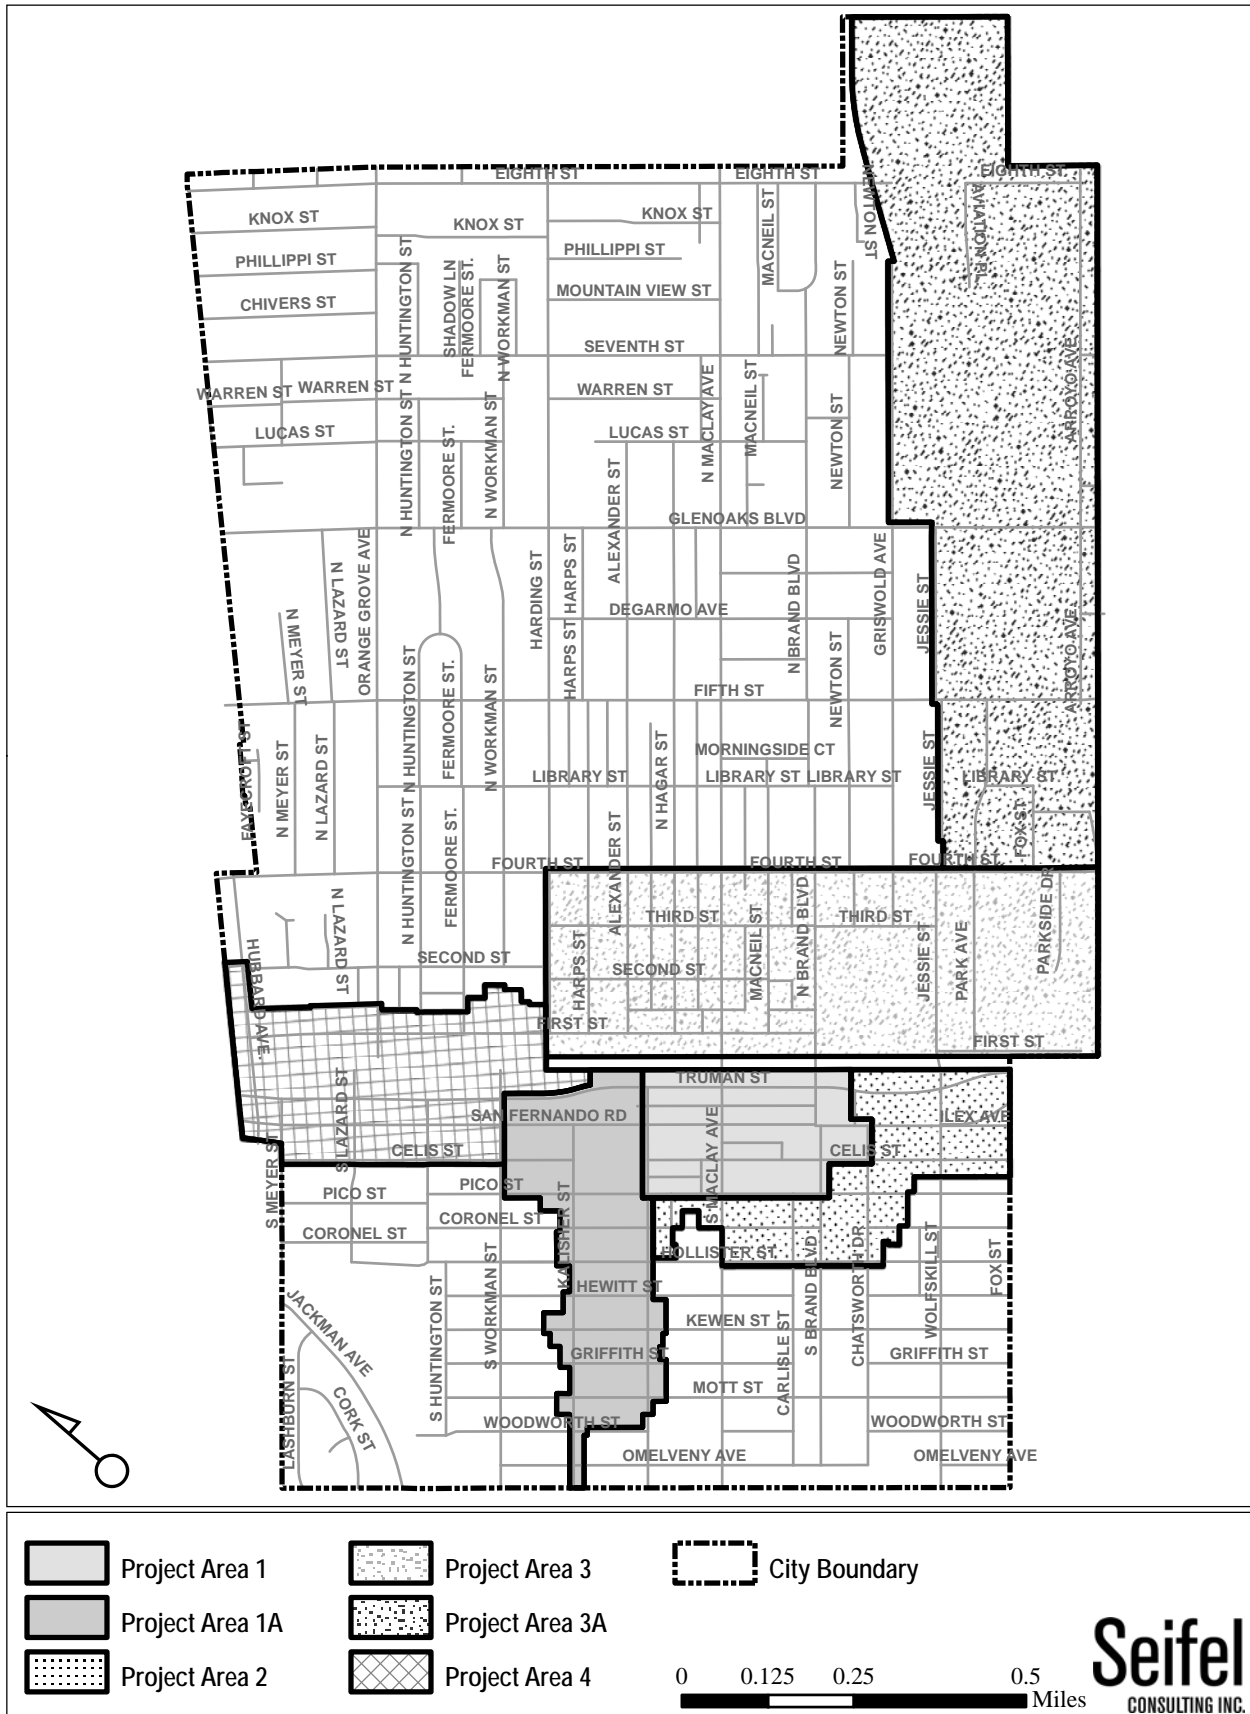 EIGHTH ST
EIGHTH ST
EIGHTH ST
NEWTON ST
AVIATION PL
KNOX ST
KNOX ST
KNOX ST
MACNEIL ST
PHILLIPPI ST
PHILLIPPI ST
N HUNTINGTON ST
SHADOW LN
FERMOORE ST.
N WORKMAN ST
MOUNTAIN VIEW ST
CHIVERS ST
NEWTON ST
SEVENTH ST
ARROYO AVE
WARREN ST
WARREN ST
WARREN ST
N MACLAY AVE
MACNEIL ST
LUCAS ST
LUCAS ST
N HUNTINGTON ST
FERMOORE ST.
N WORKMAN ST
NEWTON ST
ALEXANDER ST
GLENOAKS BLVD
N LAZARD ST
ORANGE GROVE AVE
HARDING ST
HARPS ST
N BRAND BLVD
GRISWOLD AVE
JESSIE ST
DEGARMO AVE
N MEYER ST
HARPS ST
NEWTON ST
ARROYO AVE
N HUNTINGTON ST
FERMOORE ST.
N WORKMAN ST
FIFTH ST
FAYECROFT ST
N MEYER ST
N LAZARD ST
N HAGAR ST
MORNINGSIDE CT
JESSIE ST
LIBRARY ST
LIBRARY ST
LIBRARY ST
LIBRARY ST
FOX ST
N HUNTINGTON ST
FERMOORE ST.
ALEXANDER ST
FOURTH ST
FOURTH ST
FOURTH ST
N LAZARD ST
THIRD ST
THIRD ST
MACNEIL ST
N BRAND BLVD
JESSIE ST
PARK AVE
PARKSIDE DR
HUBBARD AVE.
SECOND ST
SECOND ST
HARPS ST
FIRST ST
FIRST ST
TRUMAN ST
S LAZARD ST
SAN FERNANDO RD
S MACLAY AVE
ILEX AVE
S MEYER ST
CELIS ST
CELIS ST
PICO ST
PICO ST
KALISHER ST
CORONEL ST
CORONEL ST
HOLLISTER ST
S BRAND BLVD
CHATSWORTH DR
WOLFSKILL ST
FOX ST
S HUNTINGTON ST
S WORKMAN ST
HEWITT ST
KEWEN ST
JACKMAN AVE
CARLISLE ST
GRIFFITH ST
GRIFFITH ST
LASHBURN ST
CORK ST
MOTT ST
WOODWORTH ST
WOODWORTH ST
OMELVENY AVE
OMELVENY AVE
Project Area 1
Project Area 3
City Boundary
Project Area 1A
Project Area 3A
Project Area 2
Project Area 4
0 0.125 0.25 0.5
Miles
Seifel
CONSULTING INC.